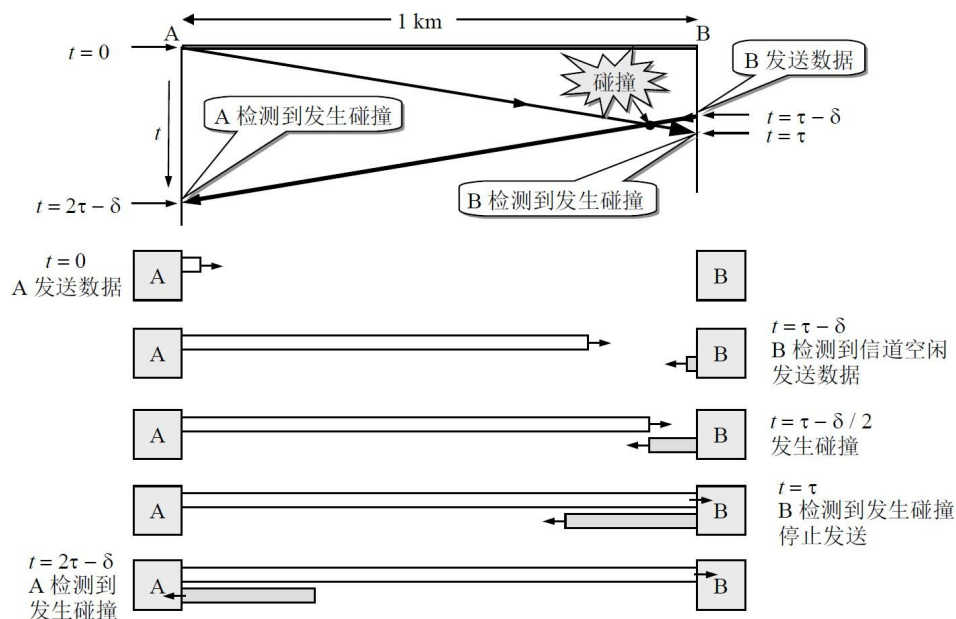 1 km
A
B
t = 0
碰撞
B 发送数据
A 检测到发生碰撞
t
t = τ − δ
t = τ
B 检测到发生碰撞
t = 2τ − δ
t = 0
A 发送数据
A
B
t = τ − δ
B 检测到信道空闲
发送数据
A
B
t = τ − δ / 2
发生碰撞
A
B
t = τ
B 检测到发生碰撞
停止发送
A
B
t = 2τ − δ
A 检测到
发生碰撞
A
B